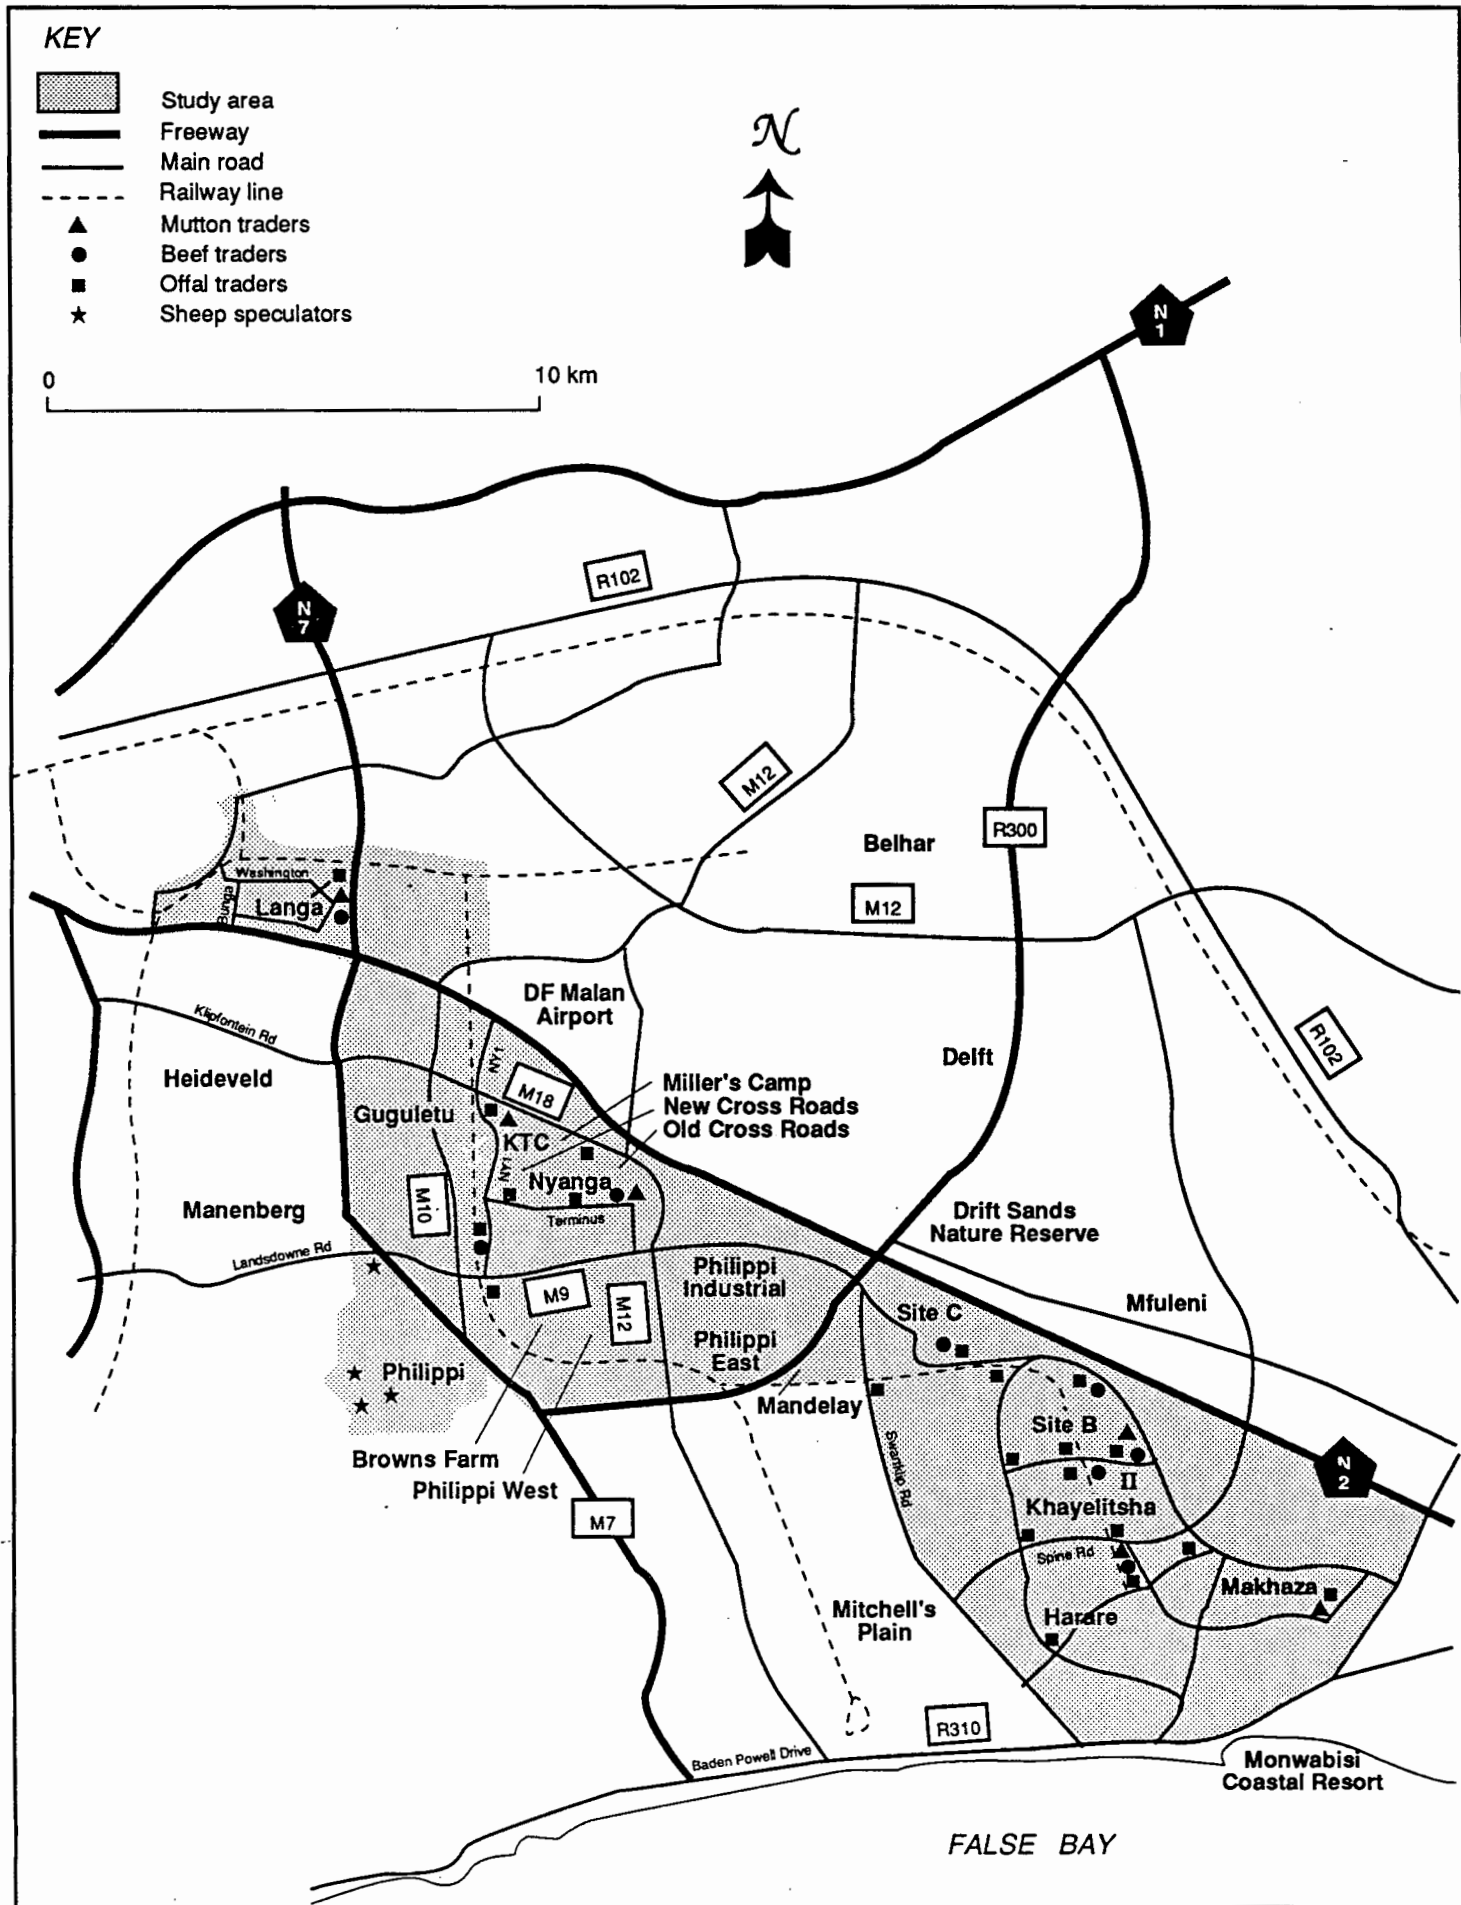 KEY
Study area
Freeway
Main road
Railway line
Mutton traders
Beef traders
Offal traders
Sheep speculators
0
10 km
N
N
1
R102
N
7
M12
R300
Belhar
M12
Washington
Bunga
Langa
DF Malan
Airport
Klipfontein Rd
R102
Delft
Heideveld
NY1
M18
Miller's Camp
New Cross Roads
Old Cross Roads
Guguletu
KTC
NY1
Nyanga
M10
Terminus
Manenberg
Drift Sands
Nature Reserve
Landsdowne Rd
Philippi
Industrial
M9
M12
Site C
Mfuleni
Philippi
East
Philippi
Mandelay
Site B
Swartklip Rd
Browns Farm
Philippi West
N
2
II
Khayelitsha
M7
Spine Rd
Makhaza
Mitchell's
Plain
Harare
R310
Baden Powell Drive
Monwabisi
Coastal Resort
FALSE BAY